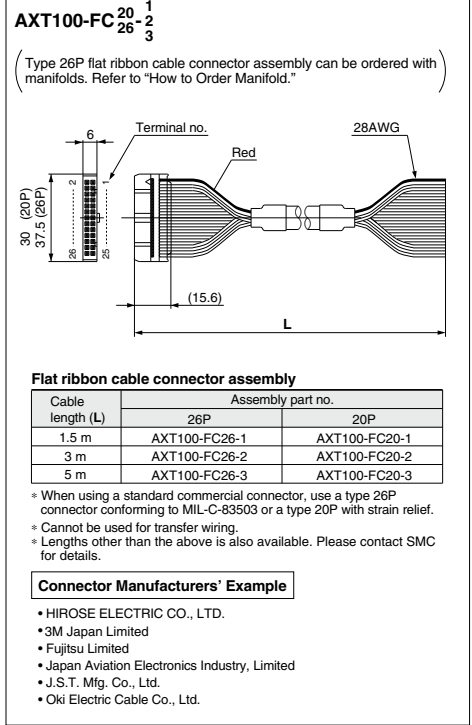 AXT100-FC 20 26 - 1 2 3
Type 26P flat ribbon cable connector assembly can be ordered with
manifolds. Refer to “How to Order Manifold.”
6
Terminal no.
Red
28AWG
30 (20P)
37.5 (26P)
2
1
26
25
(15.6)
L
Flat ribbon cable connector assembly
Cable length (L)
Assembly part no.
26P
20P
1.5 m AXT100-FC26-1 AXT100-FC20-1
3 m AXT100-FC26-2 AXT100-FC20-2
5 m AXT100-FC26-3 AXT100-FC20-3
∗ When using a standard commercial connector, use a type 26P
connector conforming to MIL-C-83503 or a type 20P with strain relief.
∗ Cannot be used for transfer wiring.
∗ Lengths other than the above is also available. Please contact SMC
for details.
Connector Manufacturers’ Example
• HIROSE ELECTRIC CO., LTD.
• 3M Japan Limited
• Fujitsu Limited
• Japan Aviation Electronics Industry, Limited
• J.S.T. Mfg. Co., Ltd.
• Oki Electric Cable Co., Ltd.